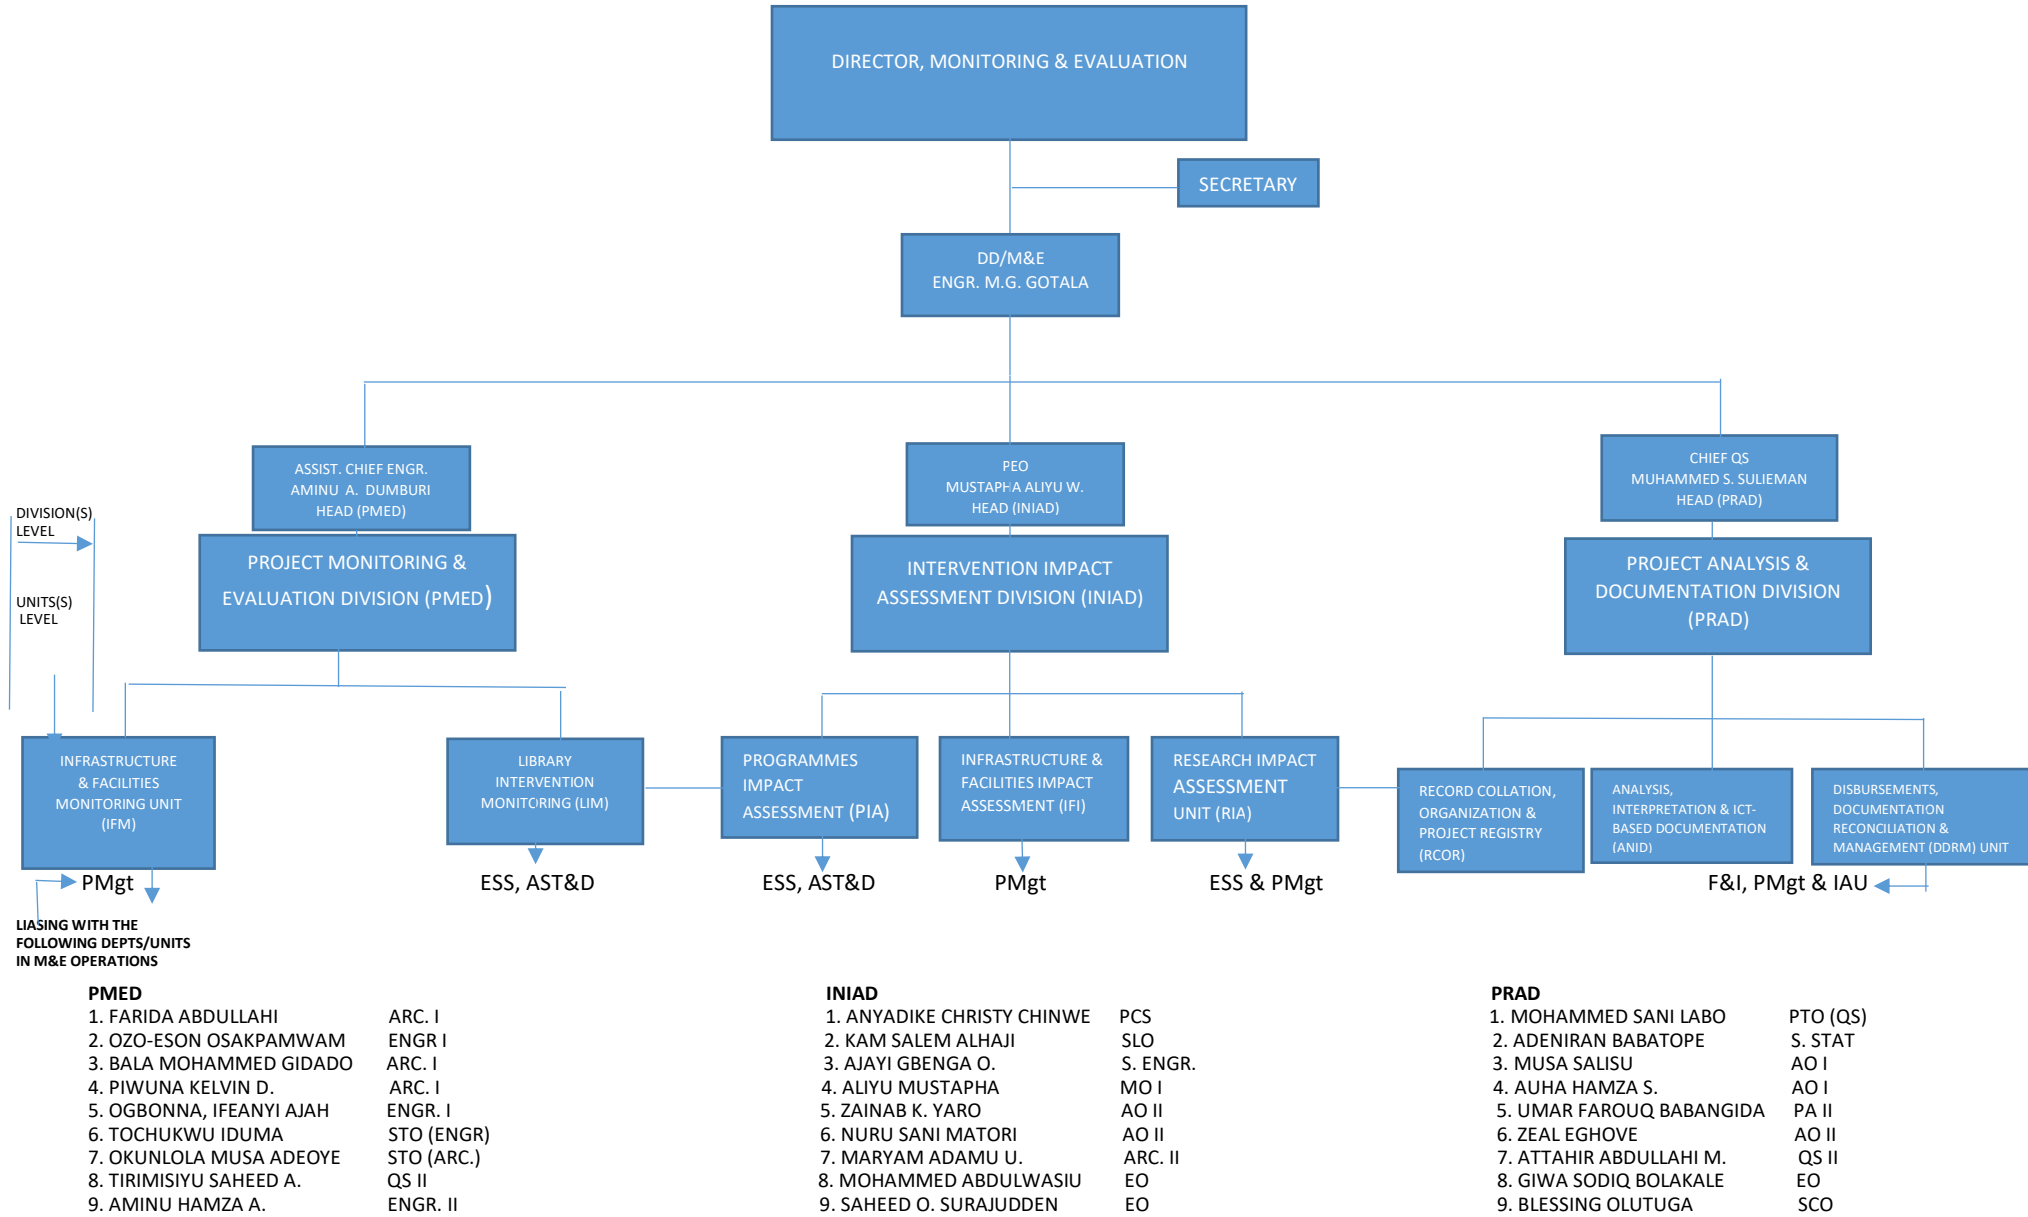 DIRECTOR, MONITORING & EVALUATION
SECRETARY
DD/M&E
ENGR. M.G. GOTALA
ASSIST. CHIEF ENGR.
AMINU A. DUMBURI
HEAD (PMED)
PEO
MUSTAPHA ALIYU W.
HEAD (INIAD)
CHIEF QS
MUHAMMED S. SULIEMAN
HEAD (PRAD)
DIVISION(S)
LEVEL
UNITS(S)
LEVEL
PROJECT MONITORING &
EVALUATION DIVISION (PMED)
INTERVENTION IMPACT
ASSESSMENT DIVISION (INIAD)
PROJECT ANALYSIS &
DOCUMENTATION DIVISION
(PRAD)
INFRASTRUCTURE
& FACILITIES
MONITORING UNIT
(IFM)
LIBRARY
INTERVENTION
MONITORING (LIM)
PROGRAMMES
IMPACT
ASSESSMENT (PIA)
INFRASTRUCTURE &
FACILITIES IMPACT
ASSESSMENT (IFI)
RESEARCH IMPACT
ASSESSMENT
UNIT (RIA)
RECORD COLLATION,
ORGANIZATION &
PROJECT REGISTRY
(RCOR)
ANALYSIS,
INTERPRETATION & ICT-
BASED DOCUMENTATION
(ANID)
DISBURSEMENTS,
DOCUMENTATION
RECONCILIATION &
MANAGEMENT (DDRM) UNIT
PMgt
ESS, AST&D
ESS, AST&D
PMgt
ESS & PMgt
F&I, PMgt & IAU
LIASING WITH THE
FOLLOWING DEPTS/UNITS
IN M&E OPERATIONS
PMED
1. FARIDA ABDULLAHI ARC. I
2. OZO-ESON OSAKPAMWAM ENGR I
3. BALA MOHAMMED GIDADO ARC. I
4. PIWUNA KELVIN D. ARC. I
5. OGBONNA, IFEANYI AJAH ENGR. I
6. TOCHUKWU IDUMA STO (ENGR)
7. OKUNLOLA MUSA ADEOYE STO (ARC.)
8. TIRIMISIYU SAHEED A. QS II
9. AMINU HAMZA A. ENGR. II
INIAD
1. ANYADIKE CHRISTY CHINWE PCS
2. KAM SALEM ALHAJI SLO
3. AJAYI GBENGA O. S. ENGR.
4. ALIYU MUSTAPHA MO I
5. ZAINAB K. YARO AO II
6. NURU SANI MATORI AO II
7. MARYAM ADAMU U. ARC. II
8. MOHAMMED ABDULWASIU EO
9. SAHEED O. SURAJUDDEN EO
PRAD
1. MOHAMMED SANI LABO PTO (QS)
2. ADENIRAN BABATOPE S. STAT
3. MUSA SALISU AO I
4. AUHA HAMZA S. AO I
5. UMAR FAROUQ BABANGIDA PA II
6. ZEAL EGHOVE AO II
7. ATTAHIR ABDULLAHI M. QS II
8. GIWA SODIQ BOLAKALE EO
9. BLESSING OLUTUGA SCO